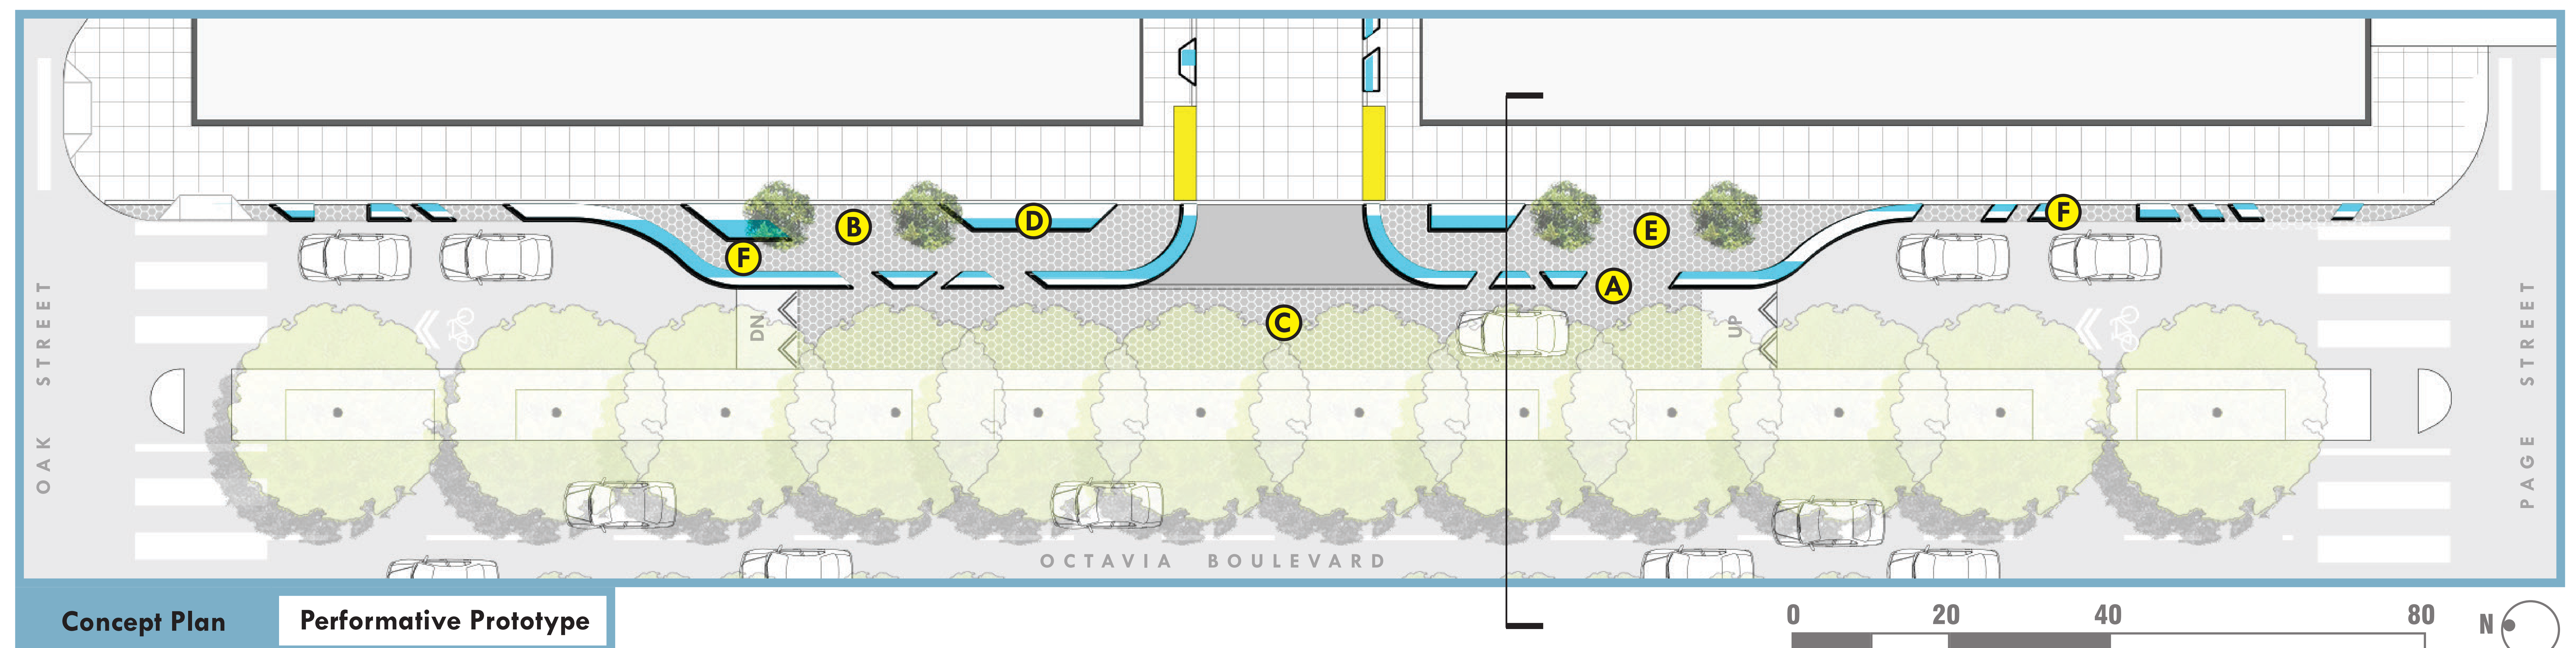 B
D
E
F
F
A
C
DN
UP
OAK STREET
PAGE STREET
OCTAVIA BOULEVARD
Concept Plan
Performative Prototype
0 20 40 80
N